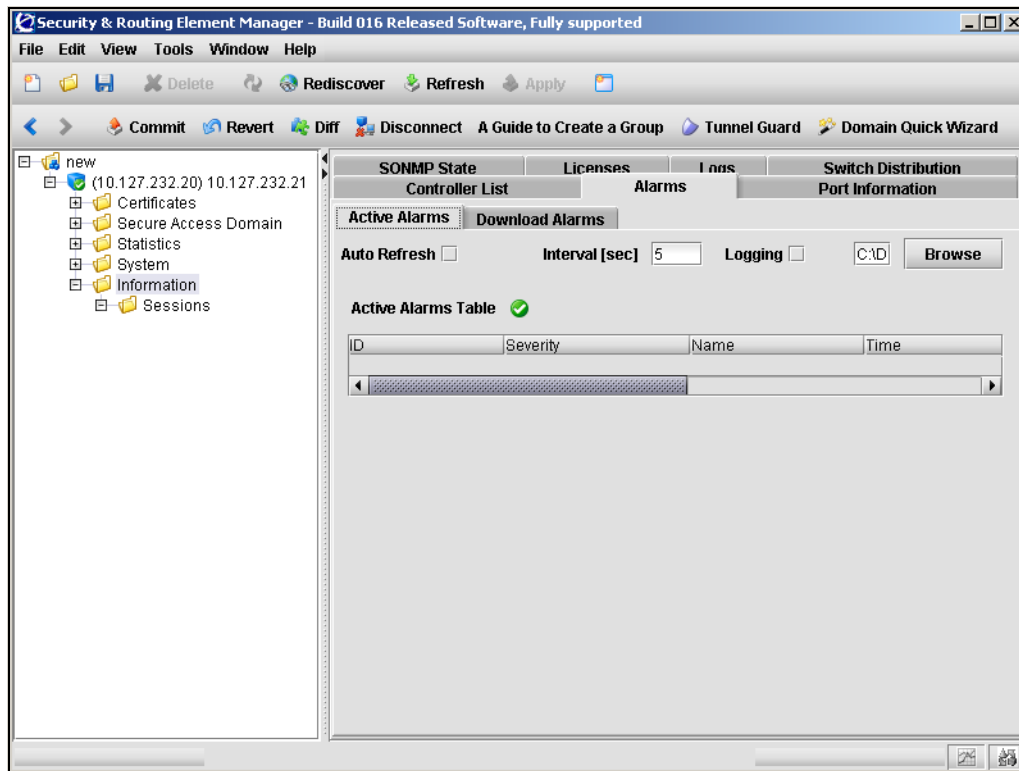 Security & Routing Element Manager - Build 016 Released Software, Fully supported
File Edit View Tools Window Help
Delete Rediscover Refresh Apply
Commit Revert Diff Disconnect A Guide to Create a Group Tunnel Guard Domain Quick Wizard
new
(10.127.232.20) 10.127.232.21
Certificates
Secure Access Domain
Statistics
System
Information
Sessions
SONMP State Licenses Logs Switch Distribution
Controller List Alarms Port Information
Active Alarms Download Alarms
Auto Refresh Interval [sec] 5 Logging C:\D Browse
Active Alarms Table
ID Severity Name Time